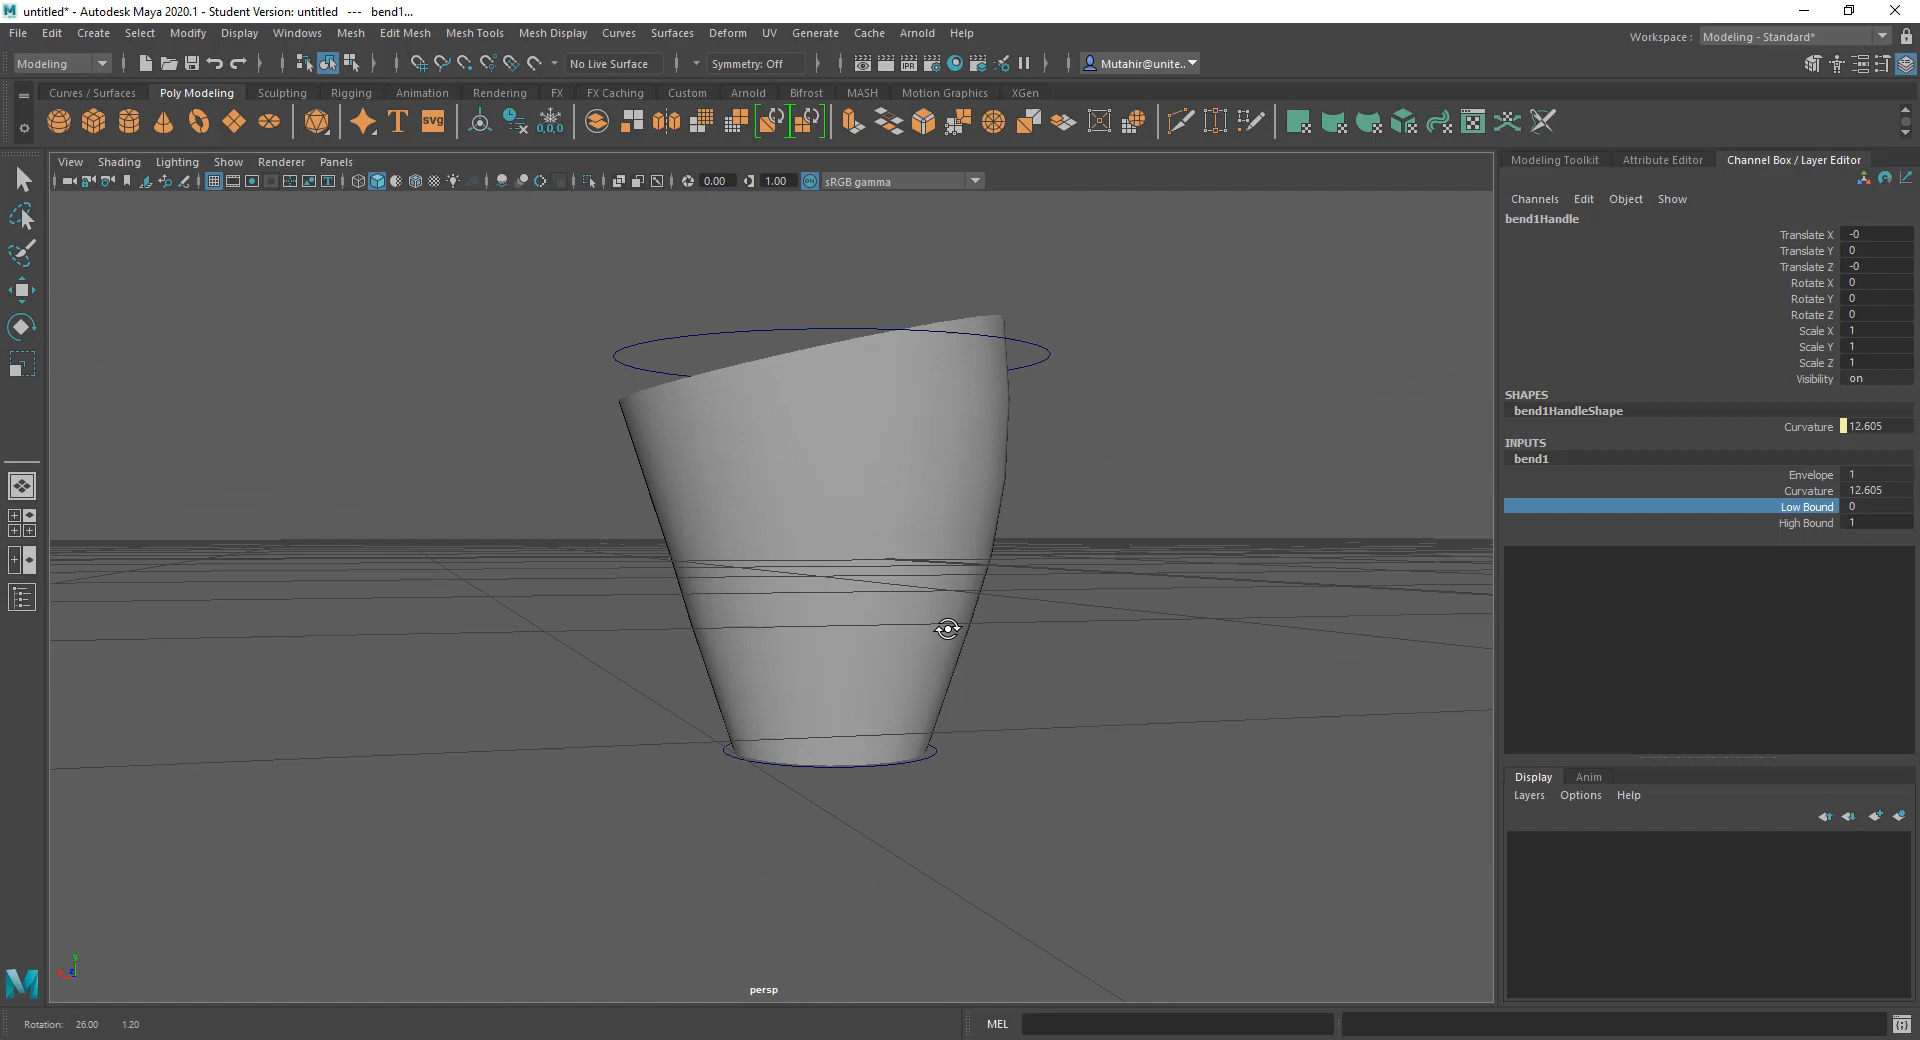 untitled* - Autodesk Maya 2020.1 - Student Version: untitled --- bend1...
File Edit Create Select Modify Display Windows Mesh Edit Mesh Mesh Tools Mesh Display Curves Surfaces Deform UV Generate Cache Arnold Help
Workspace : Modeling - Standard*
Modeling No Live Surface Symmetry: Off Mutahir@unite..
Curves / Surfaces Poly Modeling Sculpting Rigging Animation Rendering FX FX Caching Custom Arnold Bifrost MASH Motion Graphics XGen
T svg 0,0,0
View Shading Lighting Show Renderer Panels
0.00 1.00 sRGB gamma
Modeling Toolkit Attribute Editor Channel Box / Layer Editor
Channels Edit Object Show
bend1Handle
Translate X -0
Translate Y 0
Translate Z -0
Rotate X 0
Rotate Y 0
Rotate Z 0
Scale X 1
Scale Y 1
Scale Z 1
Visibility on
SHAPES
bend1HandleShape
Curvature 12.605
INPUTS
bend1
Envelope 1
Curvature 12.605
Low Bound 0
High Bound 1
Display Anim
Layers Options Help
y
persp
Rotation: 26.00 1.20
MEL